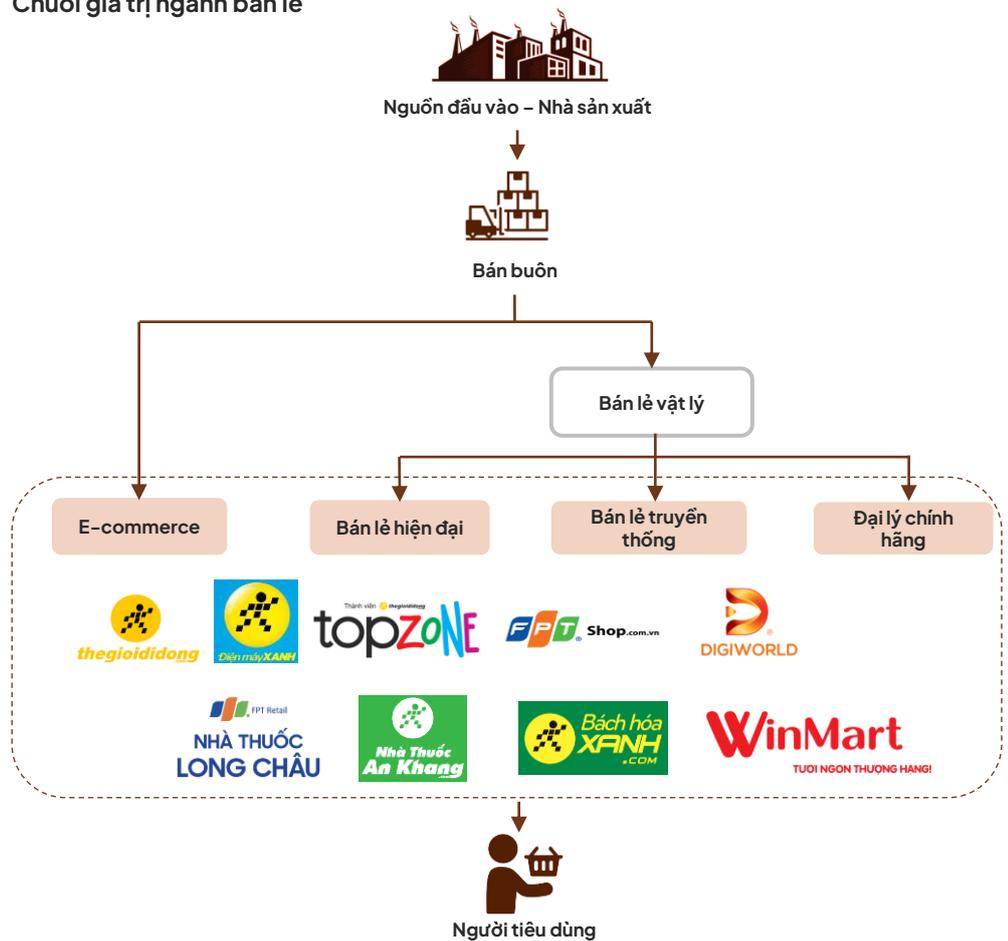 Chuỗi giá trị ngành bán lẻ
Nguồn đầu vào – Nhà sản xuất
Bán buôn
Bán lẻ vật lý
E-commerce
Bán lẻ hiện đại
Bán lẻ truyền
thống
Đại lý chính
hãng
thegioididong
Điện máy XANH
Thành viên thegioididong
topzone
FPT Shop.com.vn
DIGIWORLD
FPT Retail
NHÀ THUỐC
LONG CHÂU
Nhà Thuốc
An Khang
Bách hóa
XANH
.COM
WinMart
TƯƠI NGON THƯỢNG HẠNG!
Người tiêu dùng